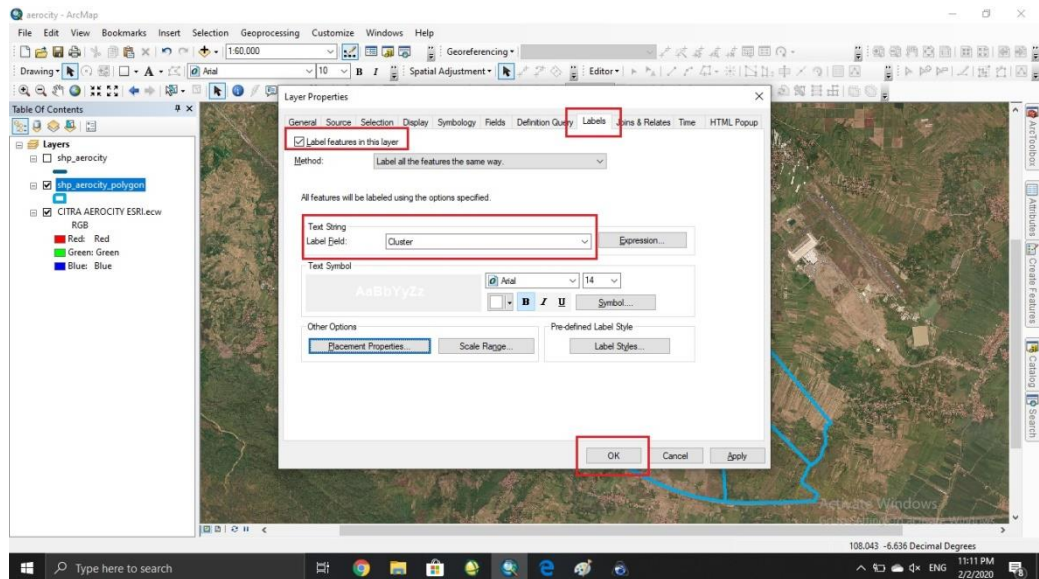 aerocity - ArcMap
File Edit View Bookmarks Insert Selection Geoprocessing Customize Windows Help
1:60,000 Georeferencing
Drawing A Arial 10 B I Spatial Adjustment Editor
Table Of Contents
Layers
shp_aerocity
shp_aerocity_polygon
CITRA AEROCITY ESRI.ecw
RGB
Red: Red
Green: Green
Blue: Blue
Layer Properties
General Source Selection Display Symbology Fields Definition Query Labels Joins & Relates Time HTML Popup
Label features in this layer
Method: Label all the features the same way.
All features will be labeled using the options specified.
Text String
Label Field: Cluster Expression...
Text Symbol
AaBbYyZz
Arial 14
B I U Symbol...
Other Options
Placement Properties... Scale Range...
Pre-defined Label Style
Label Styles...
OK Cancel Apply
ArcToolbox
Attributes
Create Features
Catalog
Search
Activate Windows
108.043 -6.636 Decimal Degrees
Type here to search
ENG
11:11 PM
2/2/2020